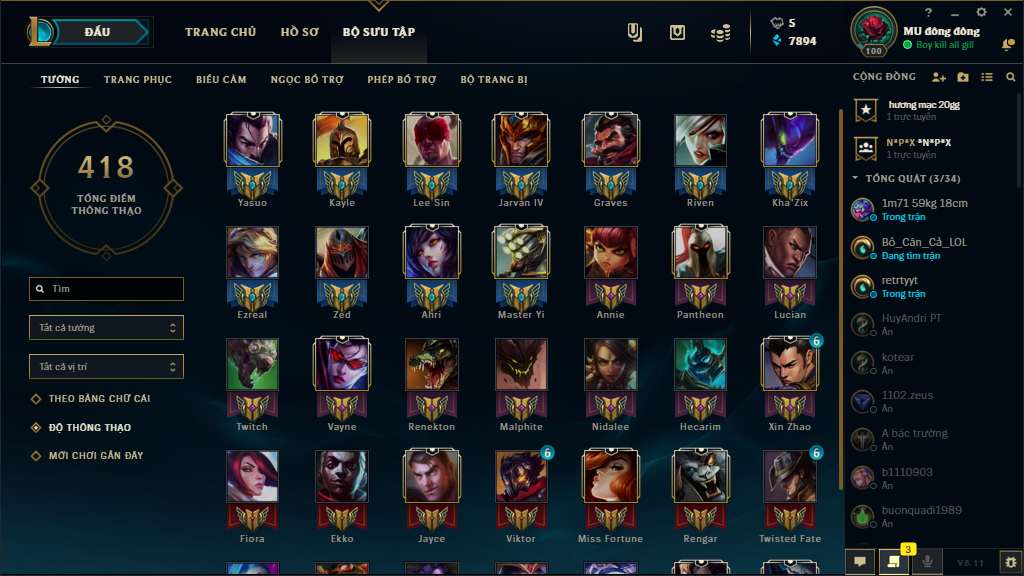 ĐẤU
TRANG CHỦ
HỒ SƠ
BỘ SƯU TẬP
5
7894
100
?
MU đông đông
Boy kill all gill
TƯỚNG
TRANG PHỤC
BIỂU CẢM
NGỌC BỔ TRỢ
PHÉP BỔ TRỢ
BỘ TRANG BỊ
CỘNG ĐỒNG
418
TỔNG ĐIỂM
THÔNG THẠO
Tìm
Tất cả tướng
Tất cả vị trí
THEO BẢNG CHỮ CÁI
ĐỘ THÔNG THẠO
MỚI CHƠI GẦN ĐÂY
Yasuo
Kayle
Lee Sin
Jarvan IV
Graves
Riven
Kha'Zix
Ezreal
Zed
Ahri
Master Yi
Annie
Pantheon
Lucian
6
Twitch
Vayne
Renekton
Malphite
Nidalee
Hecarim
Xin Zhao
6
6
Fiora
Ekko
Jayce
Viktor
Miss Fortune
Rengar
Twisted Fate
hương mạc 20gg
1 trực tuyến
N*P*X *N*P*X
1 trực tuyến
TỔNG QUÁT (3/34)
1m71 59kg 18cm
Trong trận
Bỏ_Cân_Cả_LOL
Đang tìm trận
retrtyyt
Trong trận
HuyAndri PT
Ẩn
kotear
Ẩn
1102.zeus
Ẩn
A bác trường
Ẩn
b1110903
Ẩn
buonquadi1989
Ẩn
3
V8.11